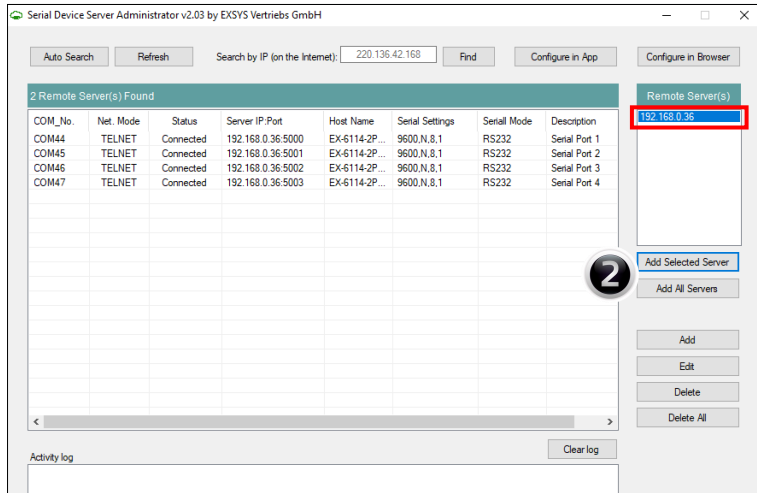 Serial Device Server Administrator v2.03 by EXSYS Vertriebs GmbH
Auto Search Refresh Search by IP (on the Internet): 220.136.42.168 Find Configure in App Configure in Browser
2 Remote Server(s) Found Remote Server(s)
COM_No. Net. Mode Status Server IP:Port Host Name Serial Settings Seriall Mode Description
192.168.0.36
COM44 TELNET Connected 192.168.0.36:5000 EX-6114-2P... 9600,N,8,1 RS232 Serial Port 1
COM45 TELNET Connected 192.168.0.36:5001 EX-6114-2P... 9600,N,8,1 RS232 Serial Port 2
COM46 TELNET Connected 192.168.0.36:5002 EX-6114-2P... 9600,N,8,1 RS232 Serial Port 3
COM47 TELNET Connected 192.168.0.36:5003 EX-6114-2P... 9600,N,8,1 RS232 Serial Port 4
2 Add Selected Server
Add All Servers
Add
Edit
Delete
Delete All
Activity log Clear log